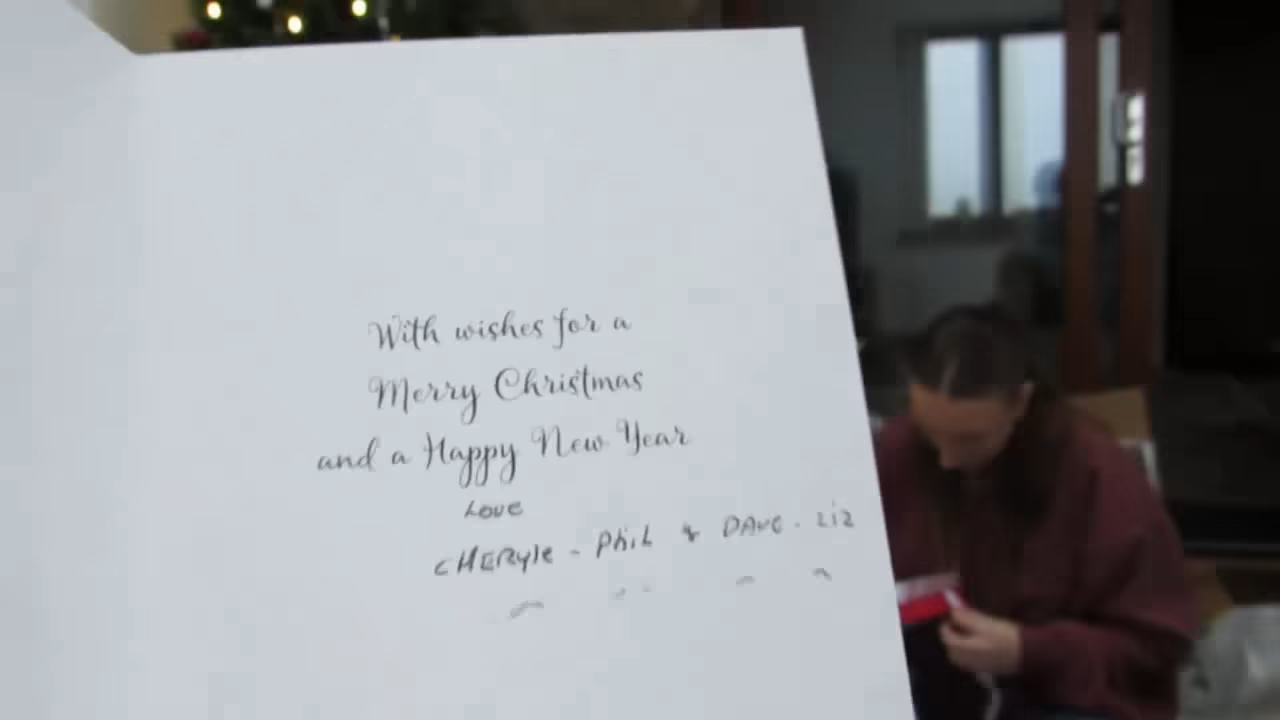 With wishes for a
Merry Christmas
and a Happy New Year
Love
CHERYlE - Phil & DAVE - Liz